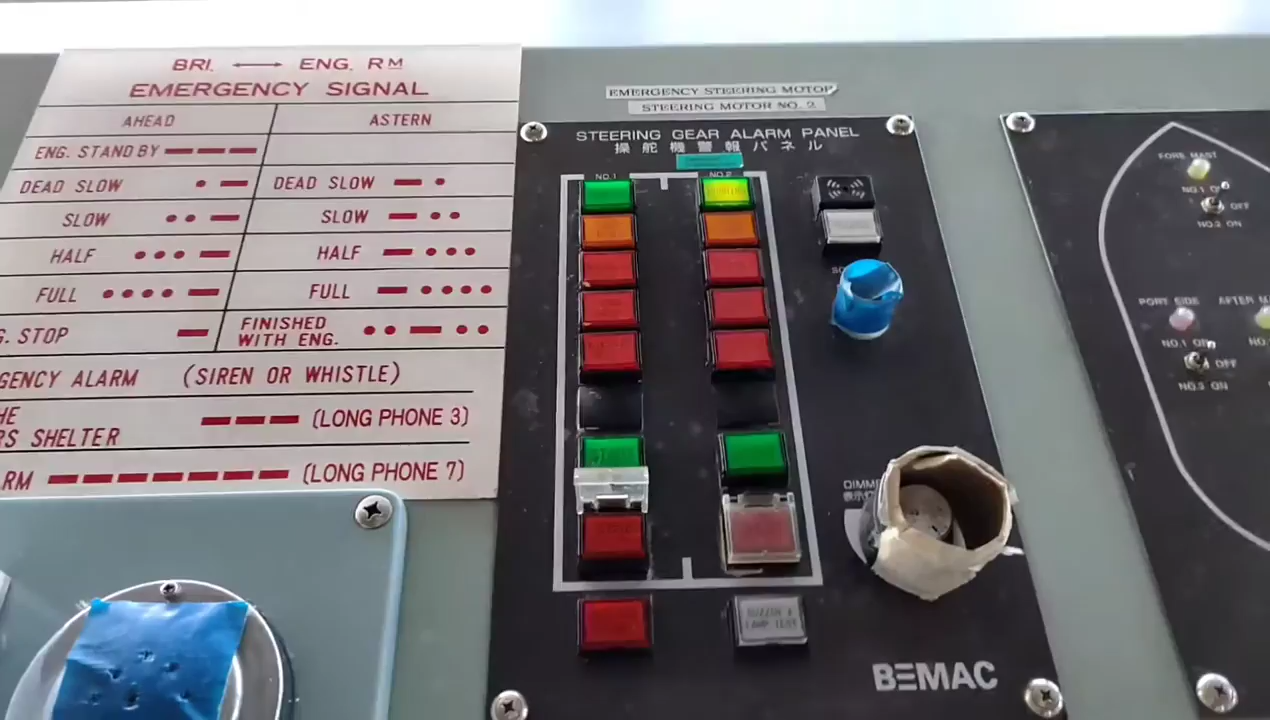 BRI. ⟷ ENG. RM
EMERGENCY SIGNAL
AHEAD
ASTERN
ENG. STAND BY
DEAD SLOW
DEAD SLOW
SLOW
SLOW
HALF
HALF
FULL
FULL
G. STOP
FINISHED
WITH ENG.
GENCY ALARM (SIREN OR WHISTLE)
HE
RS SHELTER
(LONG PHONE 3)
RM
(LONG PHONE 7)
EMERGENCY STEERING MOTOR
STEERING MOTOR NO. 2
STEERING GEAR ALARM PANEL
操舵機警報パネル
NO.1
NO.2
DIMM
表示
BUZZER &
LAMP TEST
BEMAC
FORE MAST
NO.1 ON
OFF
NO.2 ON
PORT SIDE
AFTER MA
NO.1 ON
NO.
OFF
NO.2 ON